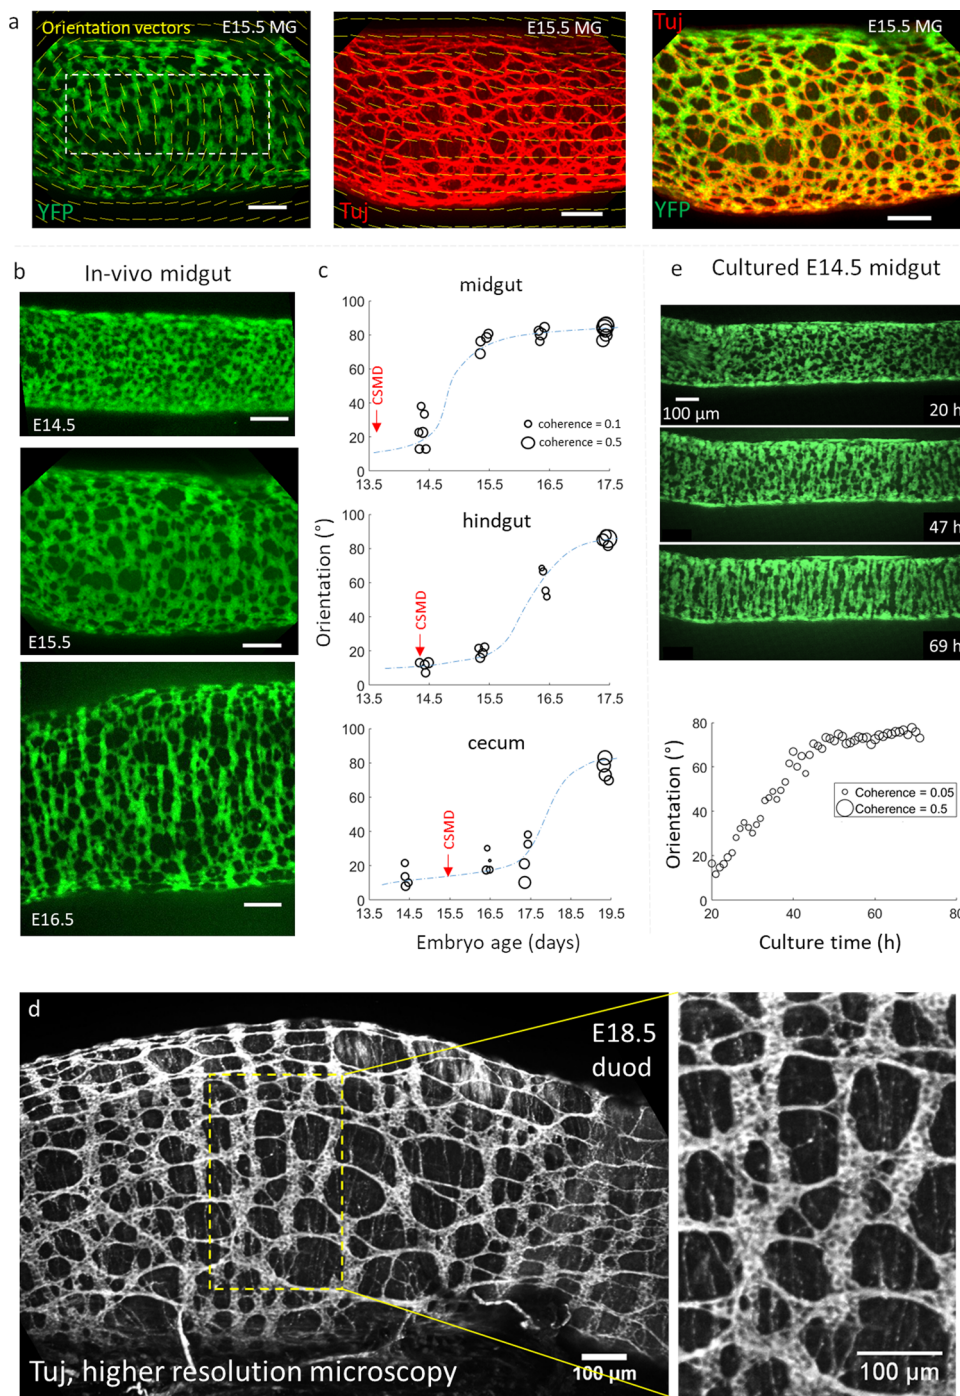 a
Orientation vectors
E15.5 MG
YFP
E15.5 MG
Tuj
Tuj
E15.5 MG
YFP
b
In-vivo midgut
E14.5
E15.5
E16.5
c
midgut
100
80
60
40
20
0
CSMD
coherence = 0.1
coherence = 0.5
13.5 14.5 15.5 16.5 17.5
hindgut
100
80
60
40
20
0
CSMD
13.5 14.5 15.5 16.5 17.5
Orientation (°)
cecum
100
80
60
40
20
0
CSMD
13.5 14.5 15.5 16.5 17.5 18.5 19.5
Embryo age (days)
e
Cultured E14.5 midgut
100 µm
20 h
47 h
69 h
Orientation (°)
100
80
60
40
20
0
Coherence = 0.05
Coherence = 0.5
20 40 60 80
Culture time (h)
d
E18.5
duod
Tuj, higher resolution microscopy
100 µm
100 µm